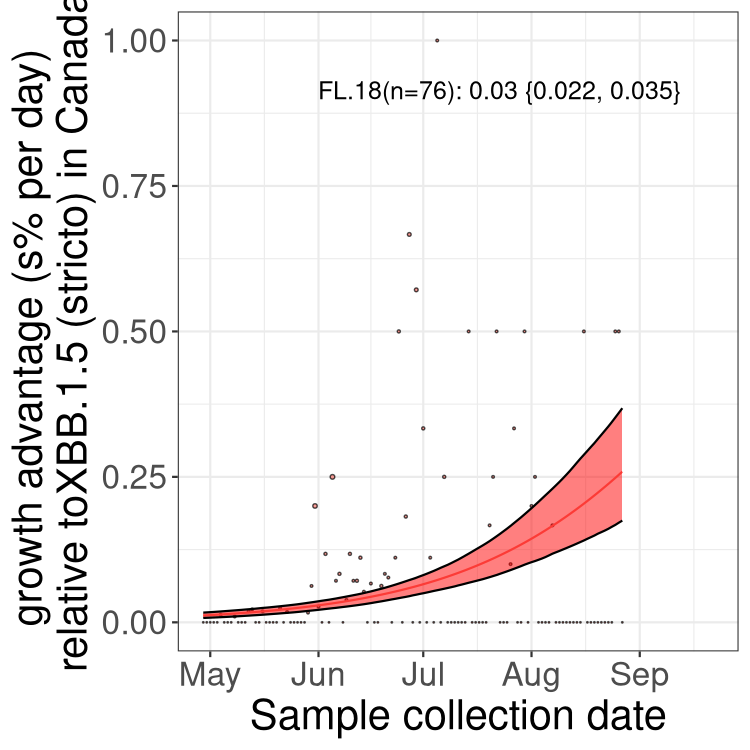 growth advantage (s% per day)
relative toXBB.1.5 (stricto) in Canada
1.00
FL.18(n=76): 0.03 {0.022, 0.035}
0.75
0.50
0.25
0.00
May Jun Jul Aug Sep
Sample collection date